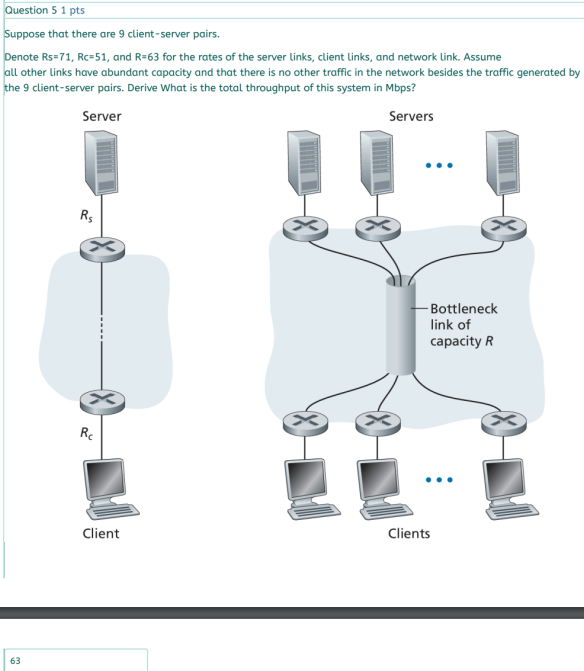 Question 5 1 pts
Suppose that there are 9 client-server pairs.
Denote Rs=71, Rc=51, and R=63 for the rates of the server links, client links, and network link. Assume
all other links have abundant capacity and that there is no other traffic in the network besides the traffic generated by
the 9 client-server pairs. Derive What is the total throughput of this system in Mbps?
Server
Servers
Rs
Bottleneck
link of
capacity R
Rc
Client
Clients
63